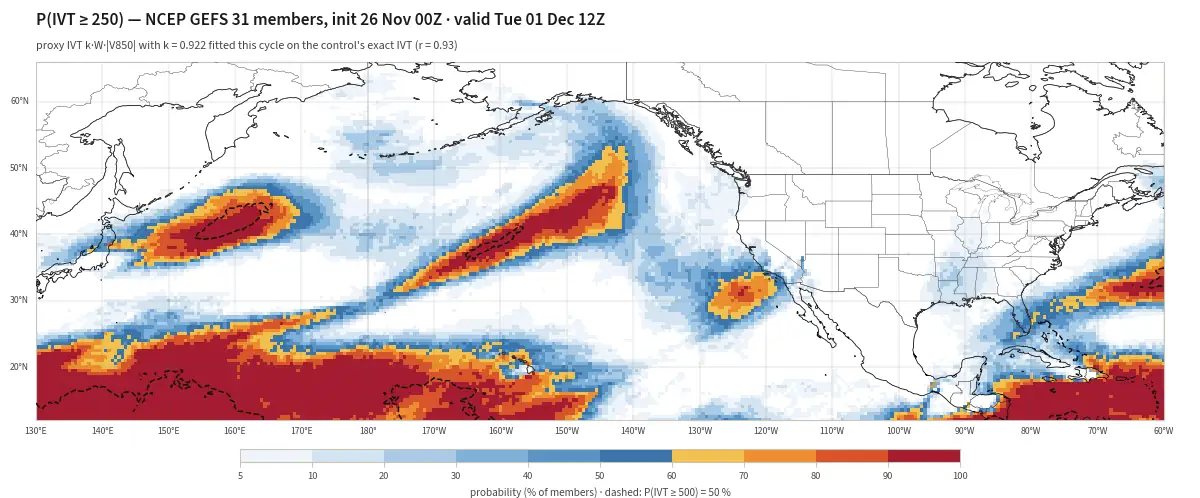 P(IVT ≥ 250) — NCEP GEFS 31 members, init 26 Nov 00Z · valid Tue 01 Dec 12Z
proxy IVT k·W·|V850| with k = 0.922 fitted this cycle on the control's exact IVT (r = 0.93)
60°N
50°N
40°N
30°N
20°N
130°E 140°E 150°E 160°E 170°E 180° 170°W 160°W 150°W 140°W 130°W 120°W 110°W 100°W 90°W 80°W 70°W 60°W
5 10 20 30 40 50 60 70 80 90 100
probability (% of members) · dashed: P(IVT ≥ 500) = 50 %